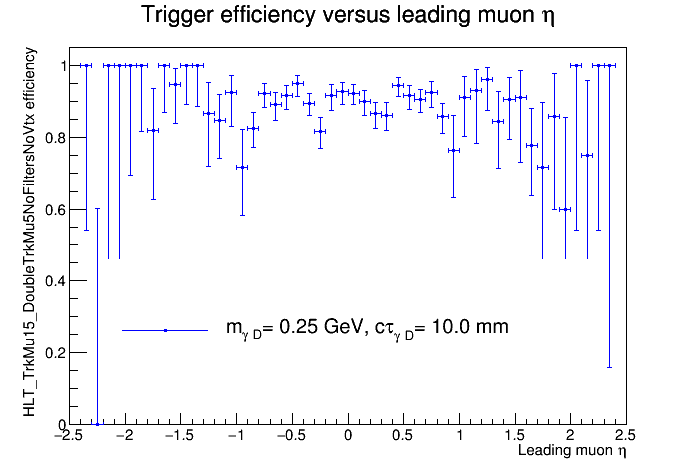 Trigger efficiency versus leading muon η
HLT_TrkMu15_DoubleTrkMu5NoFiltersNoVtx efficiency
1
0.8
0.6
0.4
0.2
0
m_γ D= 0.25 GeV, cτ_γ D= 10.0 mm
−2.5 −2 −1.5 −1 −0.5 0 0.5 1 1.5 2 2.5
Leading muon η